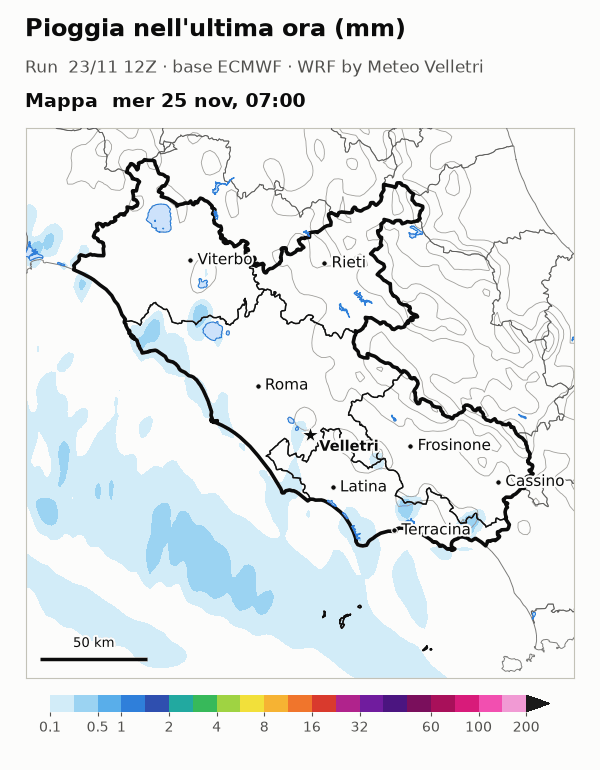 Pioggia nell'ultima ora (mm)
Run 23/11 12Z · base ECMWF · WRF by Meteo Velletri
Mappa mer 25 nov, 07:00
Viterbo
Rieti
Roma
Velletri
Frosinone
Latina
Cassino
Terracina
50 km
0.1 0.5 1 2 4 8 16 32 60 100 200